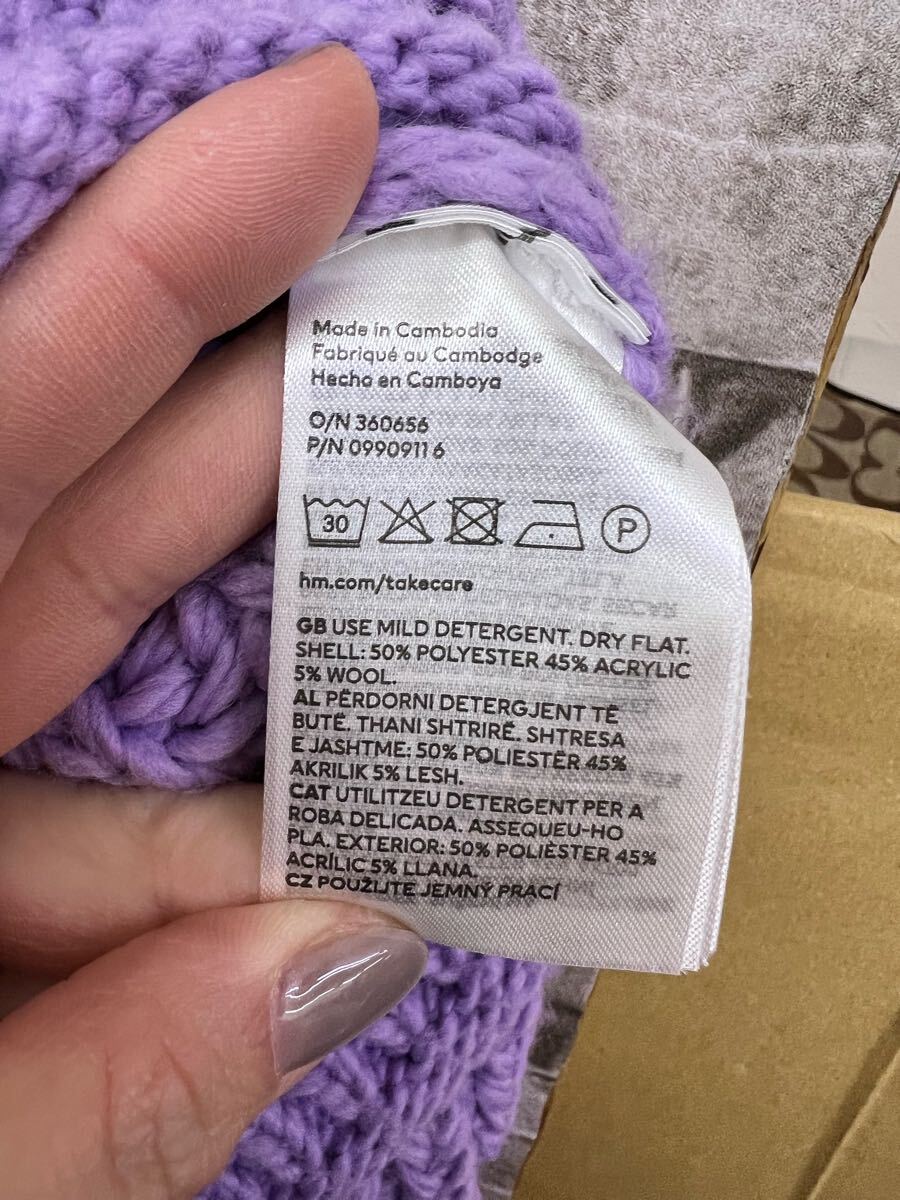 Made in Cambodia
Fabriqué au Cambodge
Hecho en Camboya
O/N 360656
P/N 0990911 6
30 P
hm.com/takecare
GB USE MILD DETERGENT. DRY FLAT.
SHELL: 50% POLYESTER 45% ACRYLIC
5% WOOL.
AL PËRDORNI DETERGJENT TË
BUTË. THANI SHTRIRË. SHTRESA
E JASHTME: 50% POLIESTËR 45%
AKRILIK 5% LESH.
CAT UTILITZEU DETERGENT PER A
ROBA DELICADA. ASSEQUEU-HO
PLA. EXTERIOR: 50% POLIÈSTER 45%
ACRÍLIC 5% LLANA.
CZ POUŽIJTE JEMNÝ PRACÍ